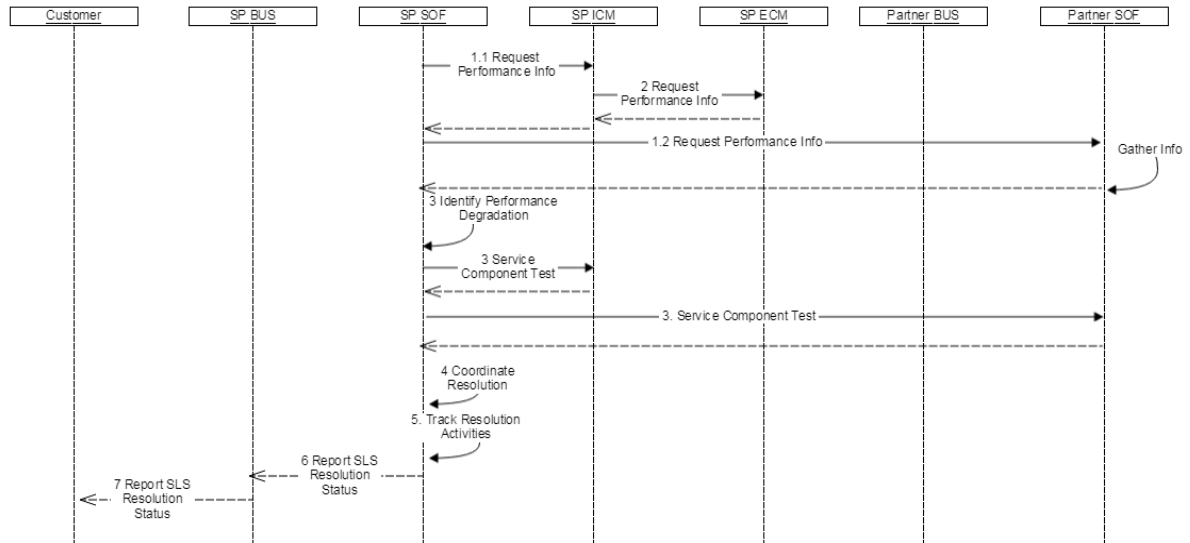 Customer
SP BUS
SP SOF
SP ICM
SP ECM
Partner BUS
Partner SOF
1.1 Request
Performance Info
2 Request
Performance Info
1.2 Request Performance Info
Gather Info
3 Identify Performance
Degradation
3 Service
Component Test
3. Service Component Test
4 Coordinate
Resolution
5. Track Resolution
Activities
6 Report SLS
Resolution
Status
7 Report SLS
Resolution
Status